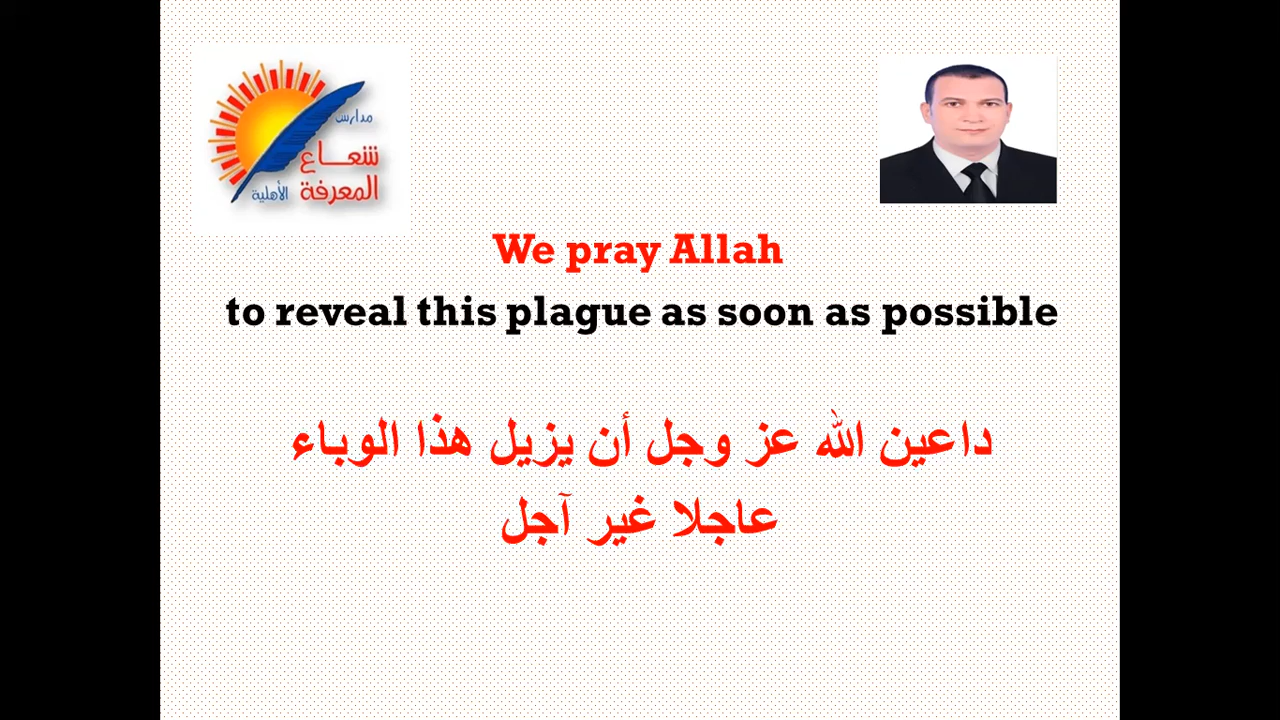 مدارس
شعاع
المعرفة الأهلية
We pray Allah
to reveal this plague as soon as possible
داعين الله عز وجل أن يزيل هذا الوباء
عاجلا غير آجل